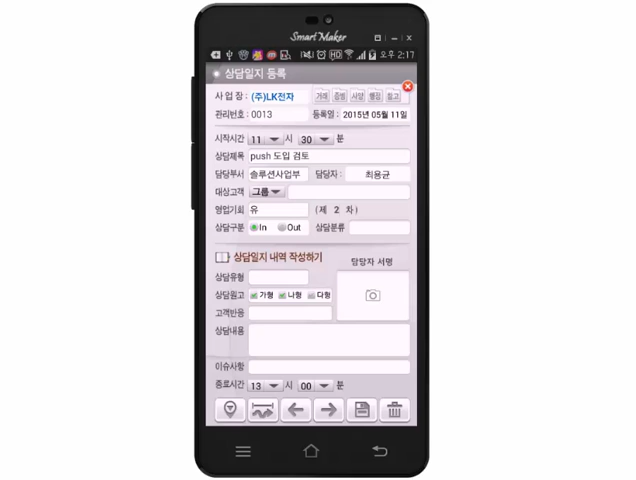 Smart Maker
HD 오후 2:17
상담일지 등록
사 업 장 : (주)LK전자 거래 증빙 사양 행정 참고
관리번호 : 0013 등록일 : 2015년 05월 11일
시작시간 11 시 30 분
상담제목 push 도입 검토
담당부서 솔루션사업부 담당자 : 최용균
대상고객 그룹
영업기회 유 (제 2 차)
상담구분 In Out 상담분류
상담일지 내역 작성하기 담당자 서명
상담유형
상담원고 가형 나형 다형
고객반응
상담내용
이슈사항
종료시간 13 시 00 분